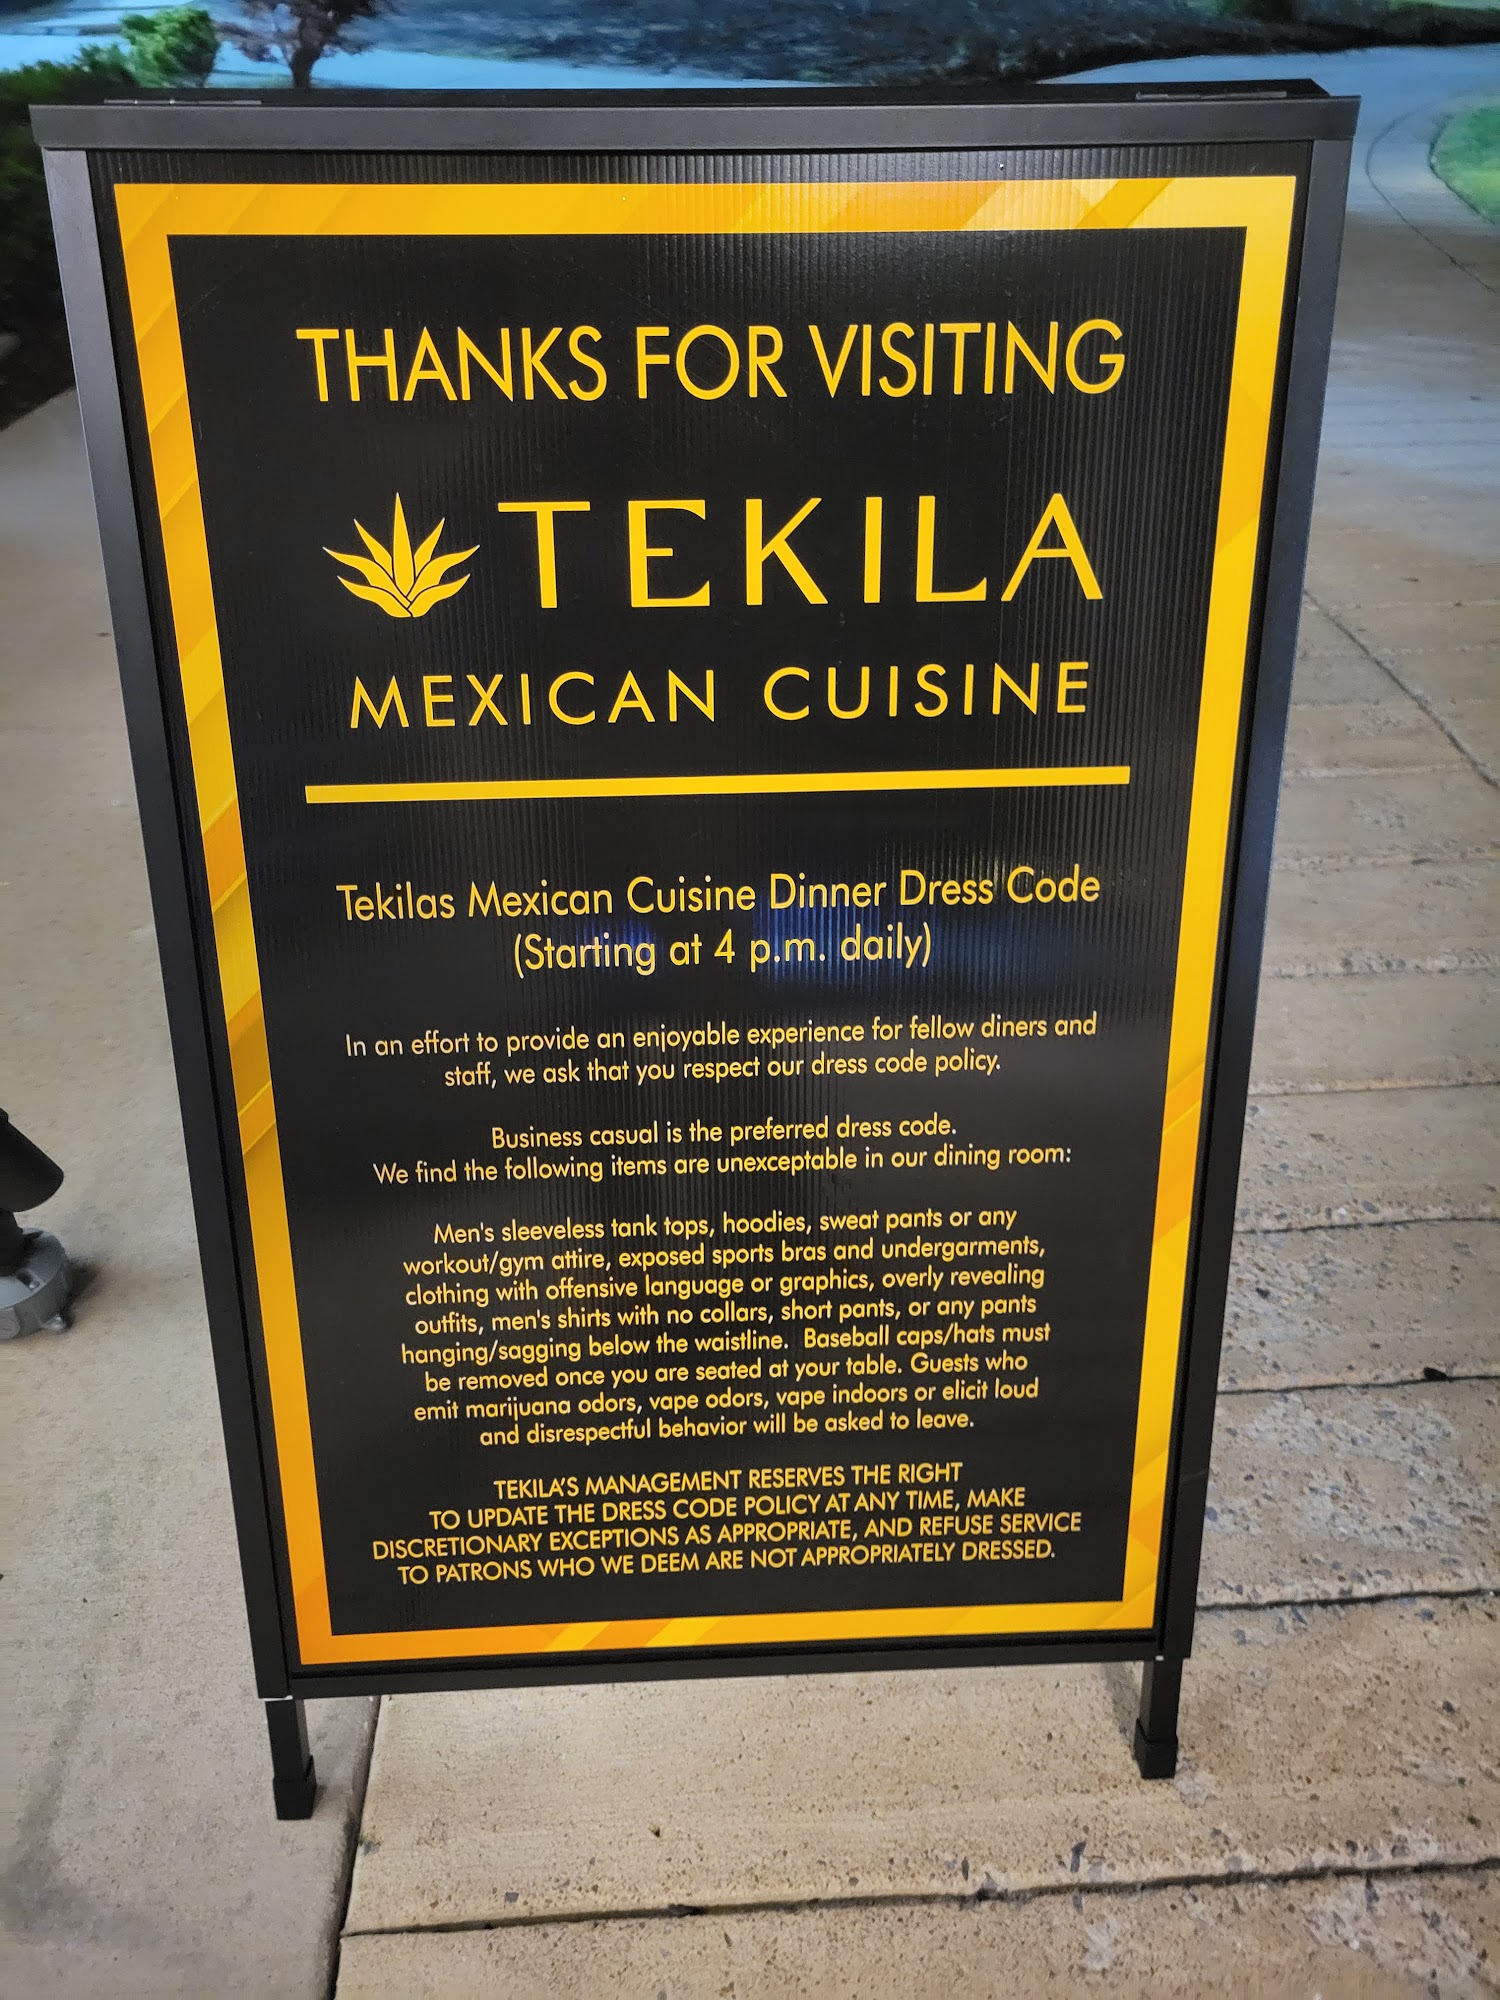 THANKS FOR VISITING
TEKILA
MEXICAN CUISINE
Tekilas Mexican Cuisine Dinner Dress Code
(Starting at 4 p.m. daily)
In an effort to provide an enjoyable experience for fellow diners and
staff, we ask that you respect our dress code policy.
Business casual is the preferred dress code.
We find the following items are unexceptable in our dining room:
Men's sleeveless tank tops, hoodies, sweat pants or any
workout/gym attire, exposed sports bras and undergarments,
clothing with offensive language or graphics, overly revealing
outfits, men's shirts with no collars, short pants, or any pants
hanging/sagging below the waistline. Baseball caps/hats must
be removed once you are seated at your table. Guests who
emit marijuana odors, vape odors, vape indoors or elicit loud
and disrespectful behavior will be asked to leave.
TEKILA'S MANAGEMENT RESERVES THE RIGHT
TO UPDATE THE DRESS CODE POLICY AT ANY TIME, MAKE
DISCRETIONARY EXCEPTIONS AS APPROPRIATE, AND REFUSE SERVICE
TO PATRONS WHO WE DEEM ARE NOT APPROPRIATELY DRESSED.